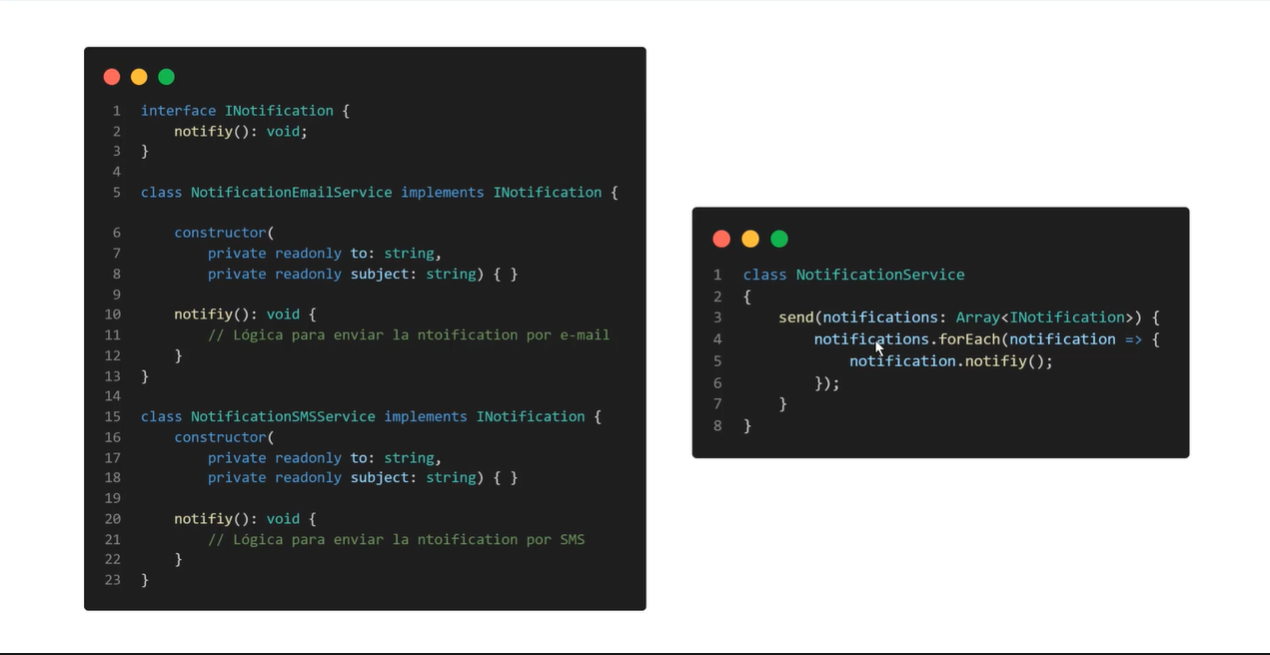 1 interface INotification {
2 notifiy(): void;
3 }
4
5 class NotificationEmailService implements INotification {
6 constructor(
7 private readonly to: string,
8 private readonly subject: string) { }
9
10 notifiy(): void {
11 // Lógica para enviar la ntoification por e-mail
12 }
13 }
14
15 class NotificationSMSService implements INotification {
16 constructor(
17 private readonly to: string,
18 private readonly subject: string) { }
19
20 notifiy(): void {
21 // Lógica para enviar la ntoification por SMS
22 }
23 }
1 class NotificationService
2 {
3 send(notifications: Array<INotification>) {
4 notifications.forEach(notification => {
5 notification.notifiy();
6 });
7 }
8 }